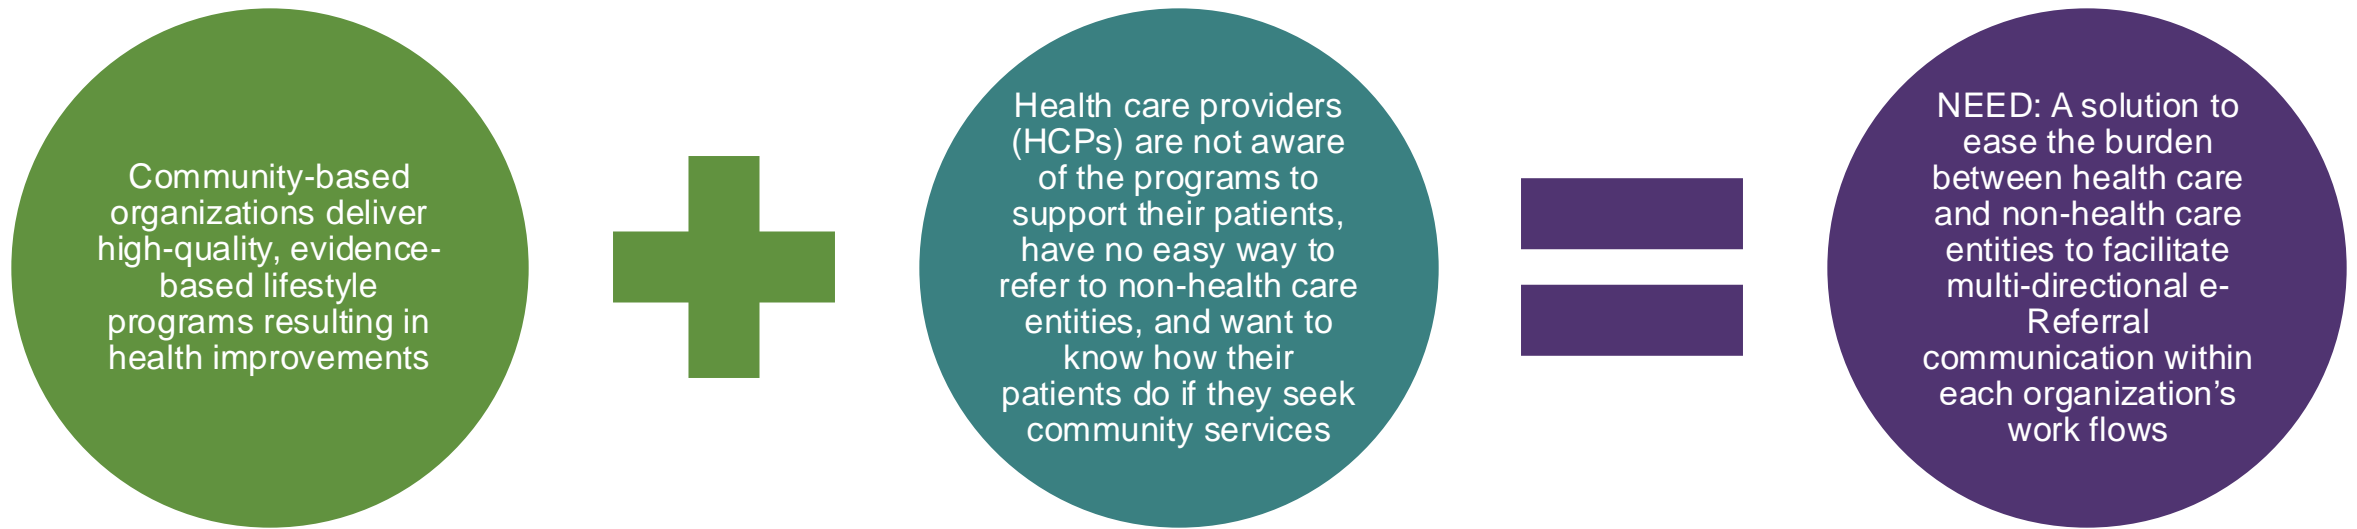 Community-based
organizations deliver
high-quality, evidence-
based lifestyle
programs resulting in
health improvements
Health care providers
(HCPs) are not aware
of the programs to
support their patients,
have no easy way to
refer to non-health care
entities, and want to
know how their
patients do if they seek
community services
NEED: A solution to
ease the burden
between health care
and non-health care
entities to facilitate
multi-directional e-
Referral
communication within
each organization’s
work flows